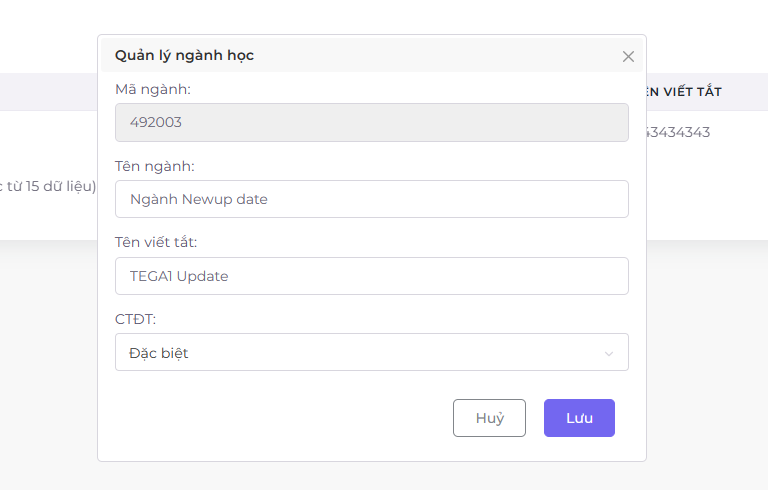 Quản lý ngành học
Mã ngành:
VIẾT TẮT
492003
43434343
Tên ngành:
từ 15 dữ liệu)
Ngành Newup date
Tên viết tắt:
TEGA1 Update
CTĐT:
Đặc biệt
Huỷ
Lưu